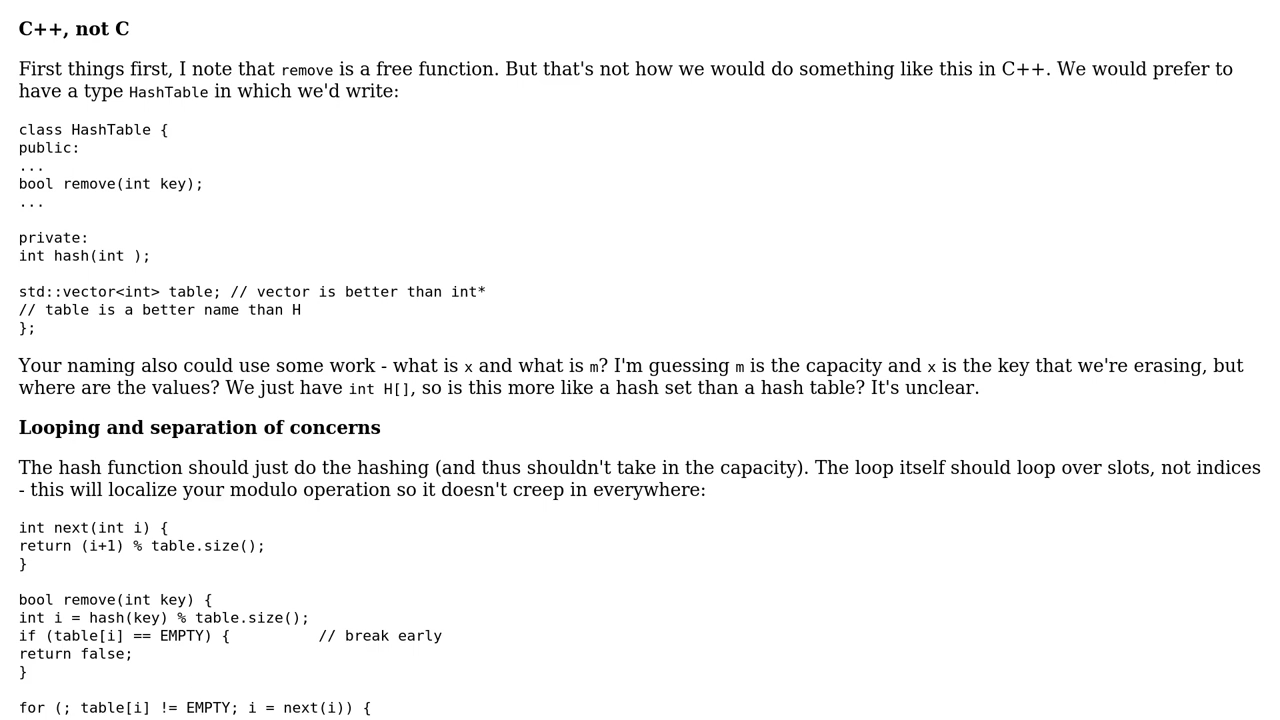 C++, not C
First things first, I note that remove is a free function. But that's not how we would do something like this in C++. We would prefer to
have a type HashTable in which we'd write:
class HashTable {
public:
...
bool remove(int key);
...
private:
int hash(int );
std::vector<int> table; // vector is better than int*
// table is a better name than H
};
Your naming also could use some work - what is x and what is m? I'm guessing m is the capacity and x is the key that we're erasing, but
where are the values? We just have int H[], so is this more like a hash set than a hash table? It's unclear.
Looping and separation of concerns
The hash function should just do the hashing (and thus shouldn't take in the capacity). The loop itself should loop over slots, not indices
- this will localize your modulo operation so it doesn't creep in everywhere:
int next(int i) {
return (i+1) % table.size();
}
bool remove(int key) {
int i = hash(key) % table.size();
if (table[i] == EMPTY) {          // break early
return false;
}
for (; table[i] != EMPTY; i = next(i)) {